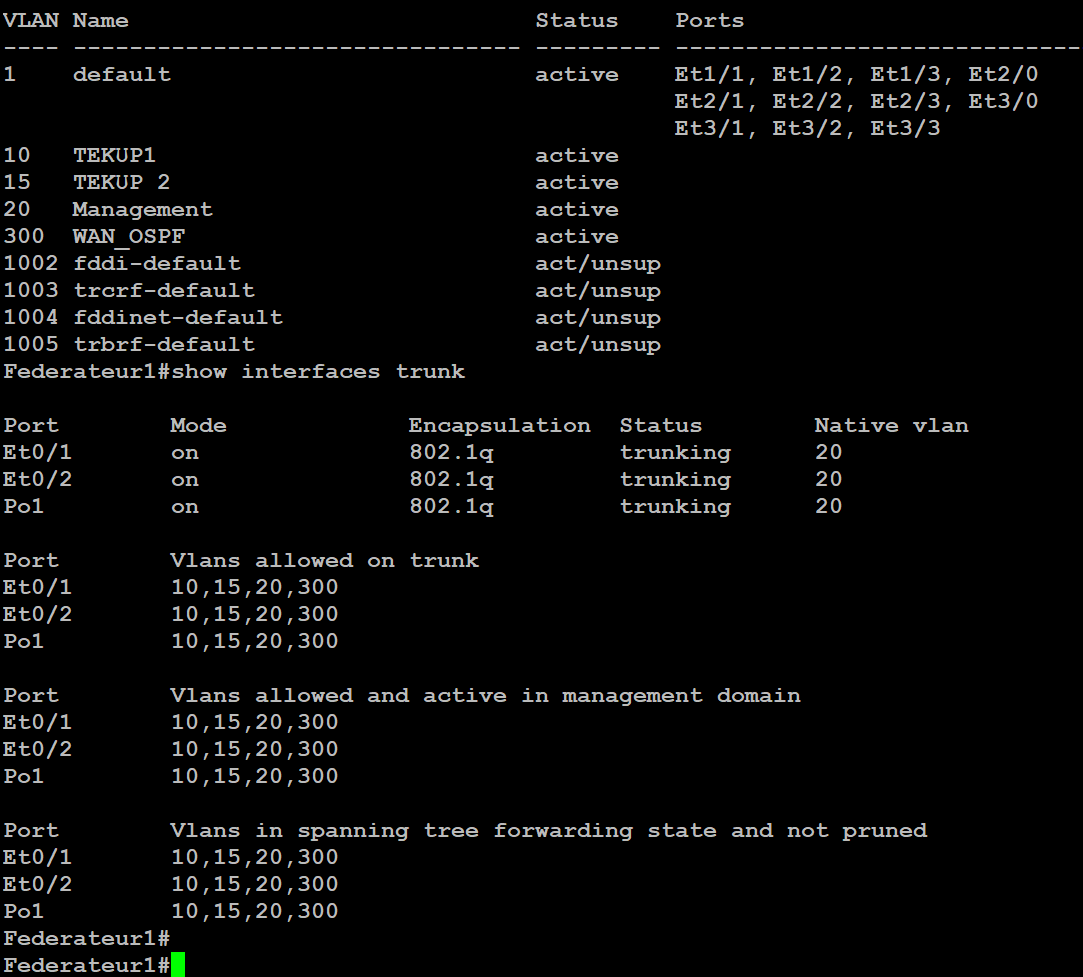 VLAN Name                             Status    Ports
---- -------------------------------- --------- -----------------------------
1    default                          active    Et1/1, Et1/2, Et1/3, Et2/0
                                                Et2/1, Et2/2, Et2/3, Et3/0
                                                Et3/1, Et3/2, Et3/3
10   TEKUP1                           active
15   TEKUP 2                          active
20   Management                       active
300  WAN_OSPF                         active
1002 fddi-default                     act/unsup
1003 trcrf-default                    act/unsup
1004 fddinet-default                  act/unsup
1005 trbrf-default                    act/unsup
Federateur1#show interfaces trunk

Port        Mode             Encapsulation  Status        Native vlan
Et0/1       on               802.1q         trunking      20
Et0/2       on               802.1q         trunking      20
Po1         on               802.1q         trunking      20

Port        Vlans allowed on trunk
Et0/1       10,15,20,300
Et0/2       10,15,20,300
Po1         10,15,20,300

Port        Vlans allowed and active in management domain
Et0/1       10,15,20,300
Et0/2       10,15,20,300
Po1         10,15,20,300

Port        Vlans in spanning tree forwarding state and not pruned
Et0/1       10,15,20,300
Et0/2       10,15,20,300
Po1         10,15,20,300
Federateur1#
Federateur1#